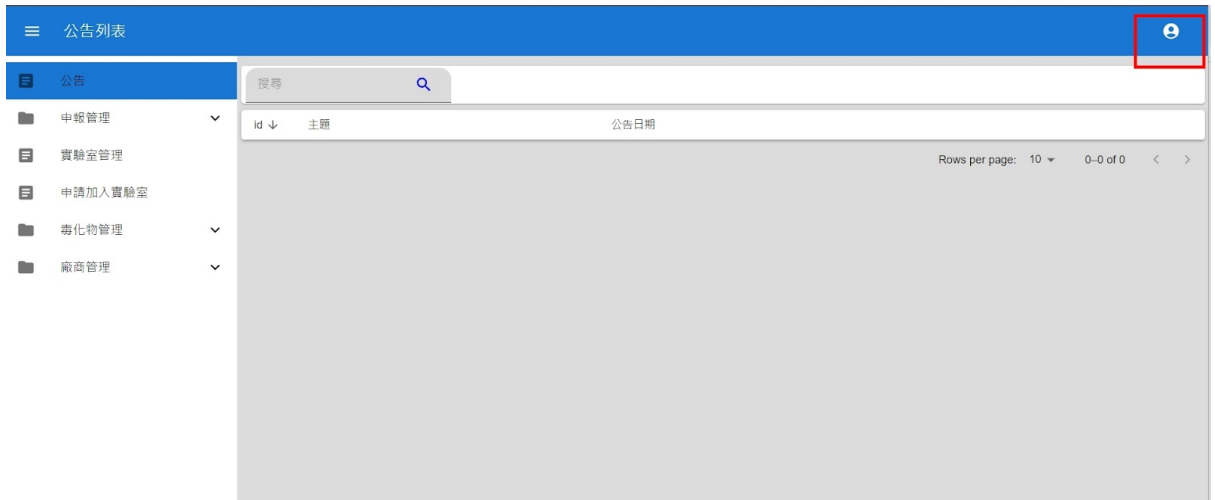 公告列表
公告
搜尋
申報管理
id 主題 公告日期
實驗室管理
Rows per page: 10 0–0 of 0
申請加入實驗室
毒化物管理
廠商管理